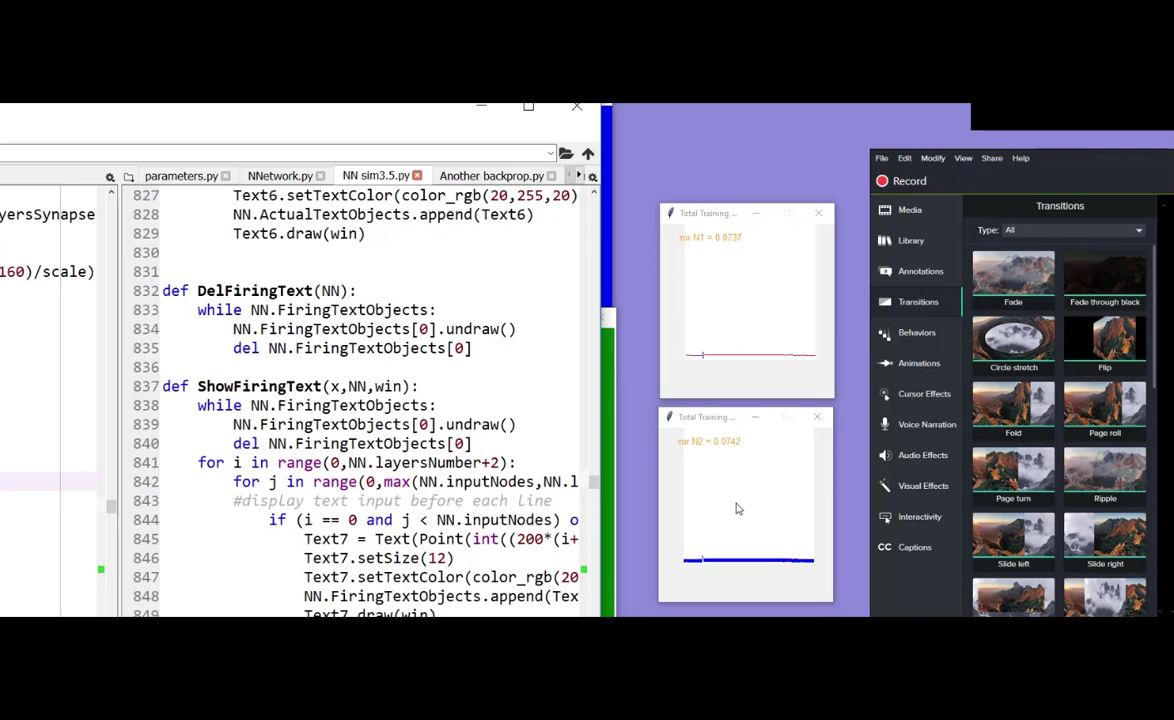 parameters.py
NNetwork.py
NN sim3.5.py
Another backprop.py
yersSynapse
160)/scale)
827 Text6.setTextColor(color_rgb(20,255,20)
828 NN.ActualTextObjects.append(Text6)
829 Text6.draw(win)
830
831
832 def DelFiringText(NN):
833 while NN.FiringTextObjects:
834 NN.FiringTextObjects[0].undraw()
835 del NN.FiringTextObjects[0]
836
837 def ShowFiringText(x,NN,win):
838 while NN.FiringTextObjects:
839 NN.FiringTextObjects[0].undraw()
840 del NN.FiringTextObjects[0]
841 for i in range(0,NN.layersNumber+2):
842 for j in range(0,max(NN.inputNodes,NN.l
843 #display text input before each line
844 if (i == 0 and j < NN.inputNodes) o
845 Text7 = Text(Point(int((200*(i+
846 Text7.setSize(12)
847 Text7.setTextColor(color_rgb(20
848 NN.FiringTextObjects.append(Tex
849 Text7.draw(win)
Total Training ...
ror N1 = 0.0737
Total Training ...
ror N2 = 0.0742
File Edit Modify View Share Help
Record
Media
Library
Annotations
Transitions
Behaviors
Animations
Cursor Effects
Voice Narration
Audio Effects
Visual Effects
Interactivity
CC Captions
Transitions
Type: All
Fade
Fade through black
Circle stretch
Flip
Fold
Page roll
Page turn
Ripple
Slide left
Slide right